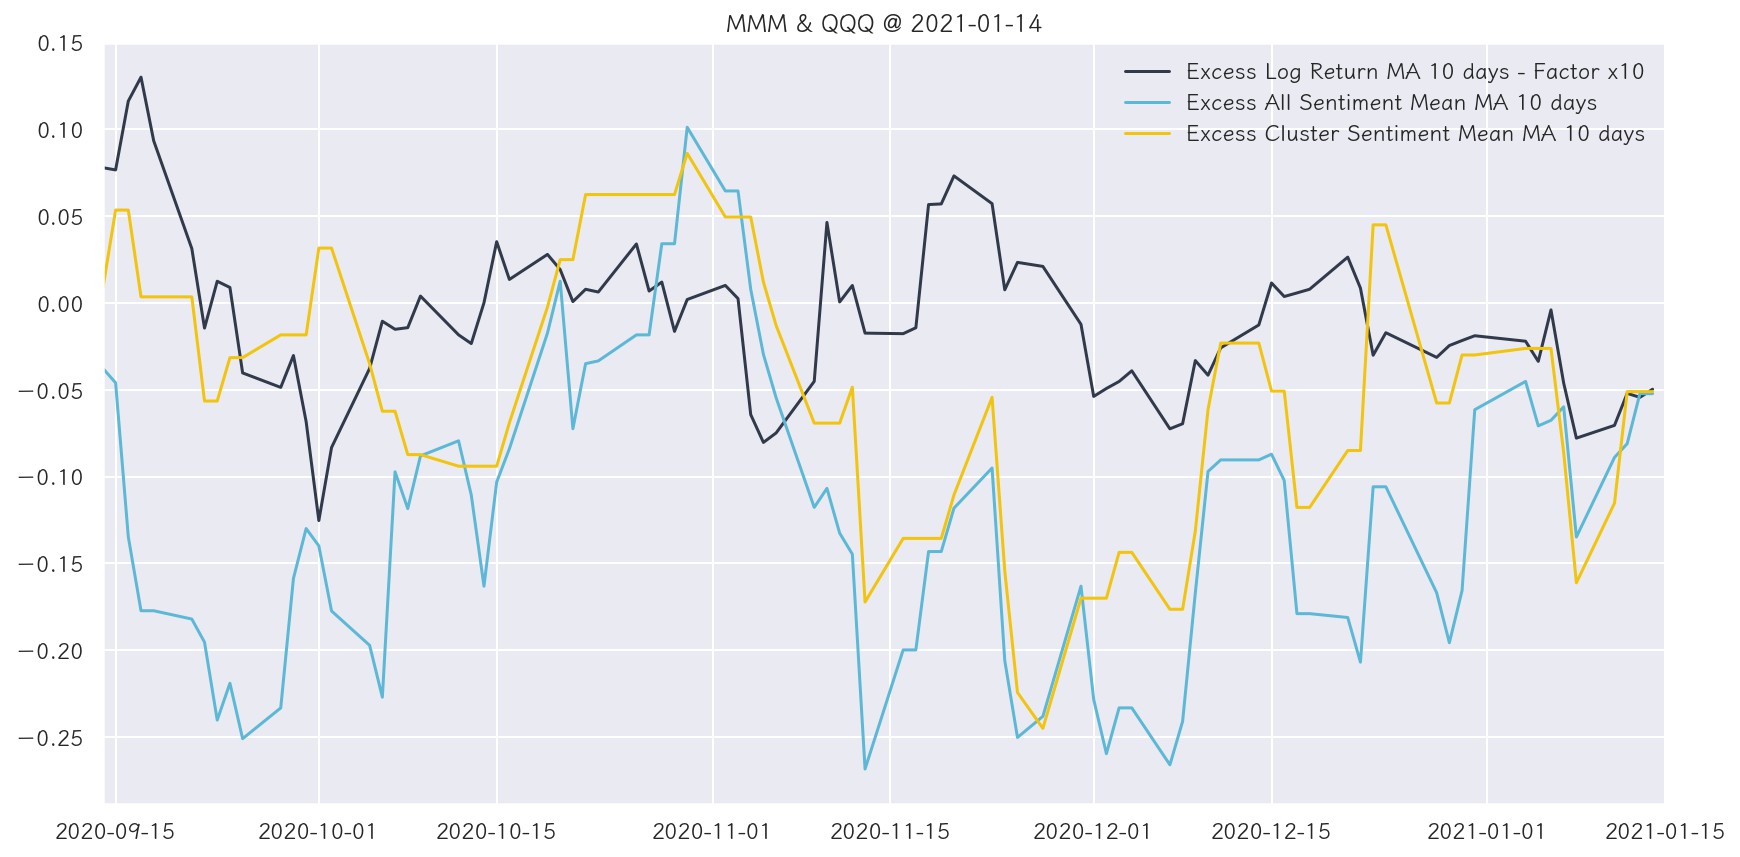 MMM & QQQ @ 2021-01-14
Excess Log Return MA 10 days - Factor x10
Excess All Sentiment Mean MA 10 days
Excess Cluster Sentiment Mean MA 10 days
0.15
0.10
0.05
0.00
−0.05
−0.10
−0.15
−0.20
−0.25
2020-09-15 2020-10-01 2020-10-15 2020-11-01 2020-11-15 2020-12-01 2020-12-15 2021-01-01 2021-01-15